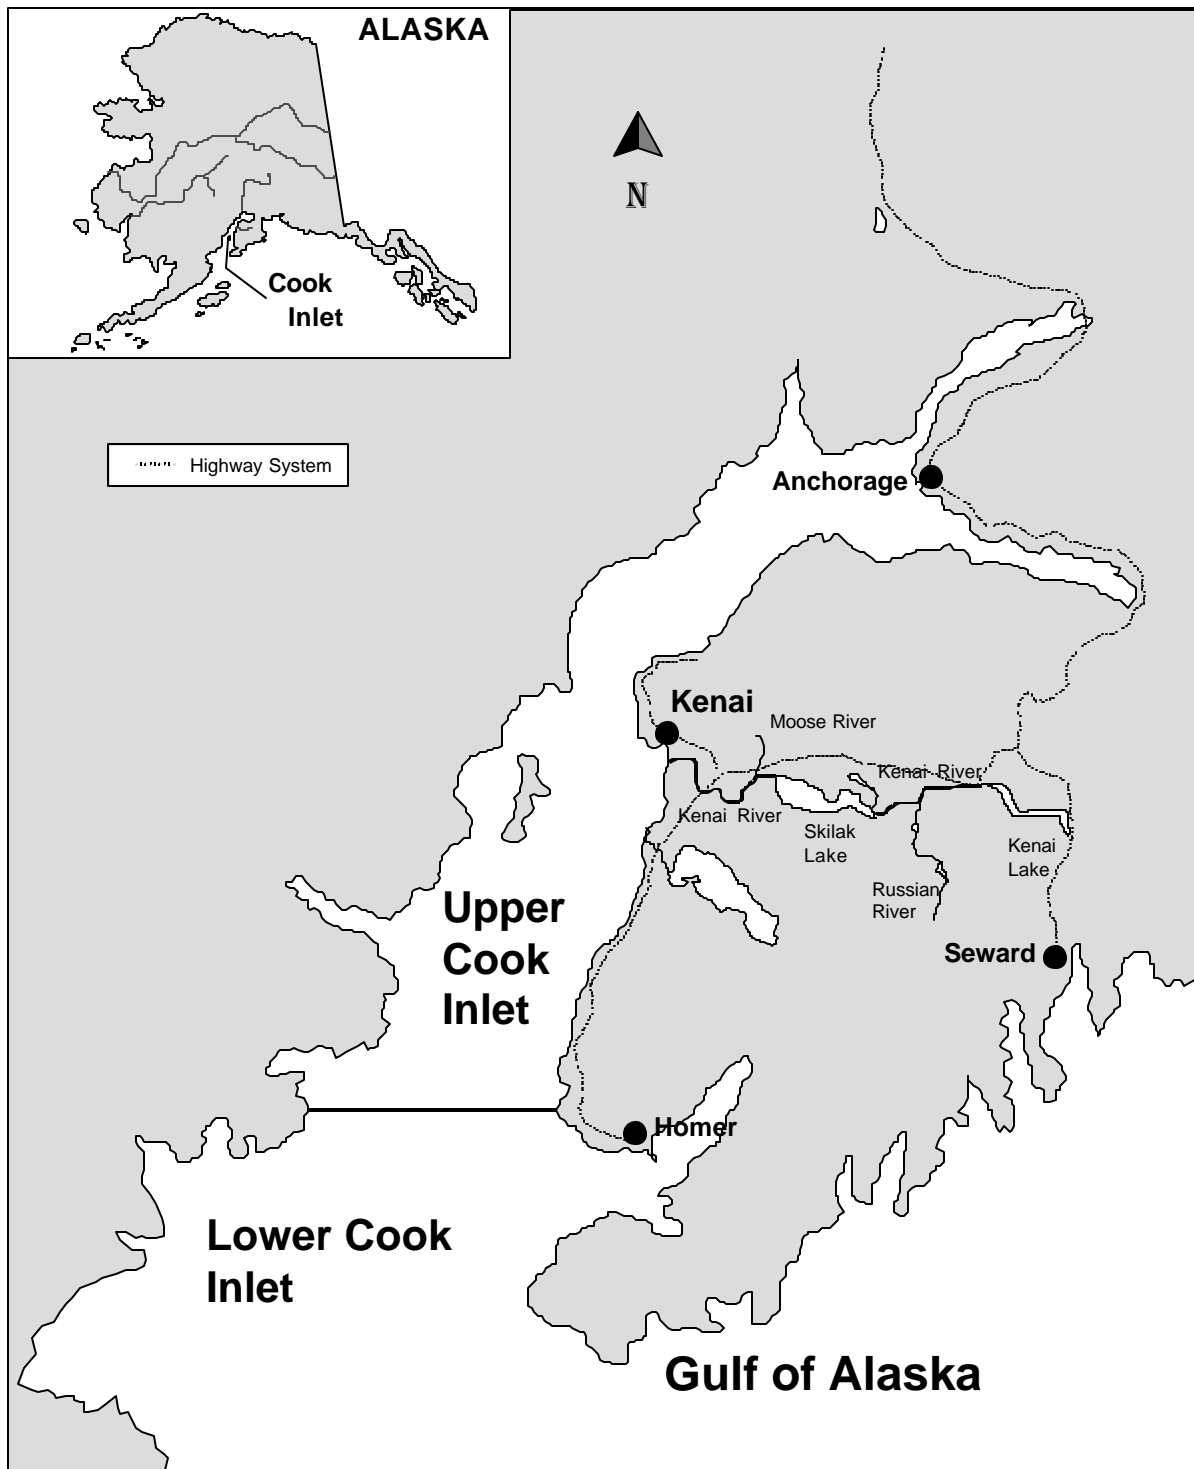 ALASKA
Cook
Inlet
N
Highway System
Anchorage
Kenai
Moose River
Kenai River
Kenai River
Skilak
Lake
Kenai
Lake
Russian
River
Upper
Cook
Inlet
Seward
Homer
Lower Cook
Inlet
Gulf of Alaska